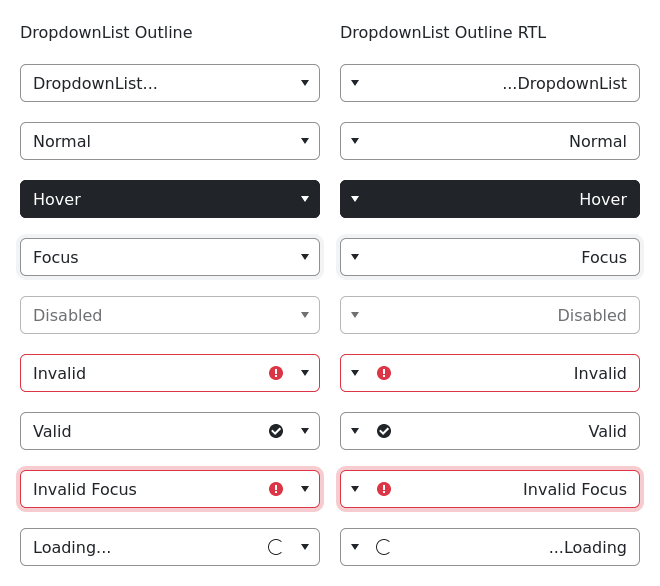 DropdownList Outline
DropdownList...
Normal
Hover
Focus
Disabled
Invalid
Valid
Invalid Focus
Loading...
DropdownList Outline RTL
...DropdownList
Normal
Hover
Focus
Disabled
Invalid
Valid
Invalid Focus
...Loading